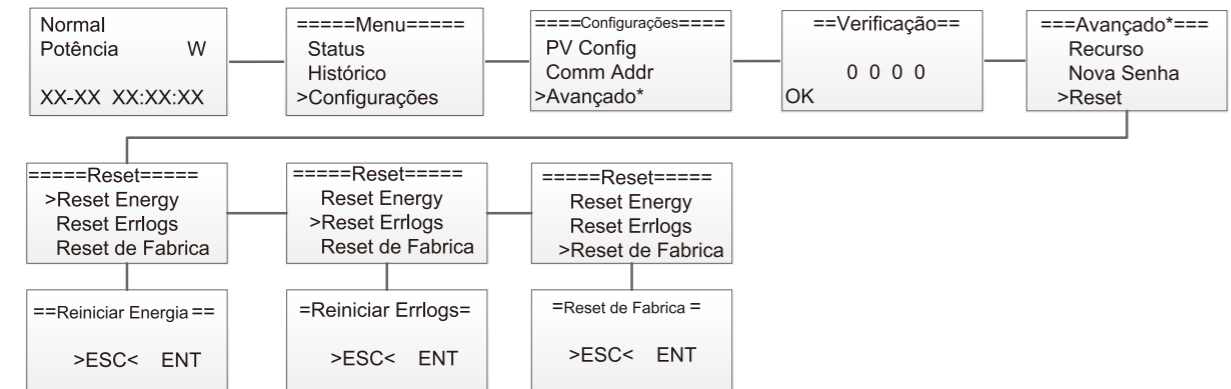 Normal
Potência W
XX-XX XX:XX:XX
=====Menu=====
Status
Histórico
>Configurações
====Configurações====
PV Config
Comm Addr
>Avançado*
==Verificação==
0 0 0 0
OK
===Avançado*===
Recurso
Nova Senha
>Reset
=====Reset=====
>Reset Energy
Reset Errlogs
Reset de Fabrica
=====Reset=====
Reset Energy
>Reset Errlogs
Reset de Fabrica
=====Reset=====
Reset Energy
Reset Errlogs
>Reset de Fabrica
==Reiniciar Energia==
>ESC< ENT
=Reiniciar Errlogs=
>ESC< ENT
=Reset de Fabrica =
>ESC< ENT